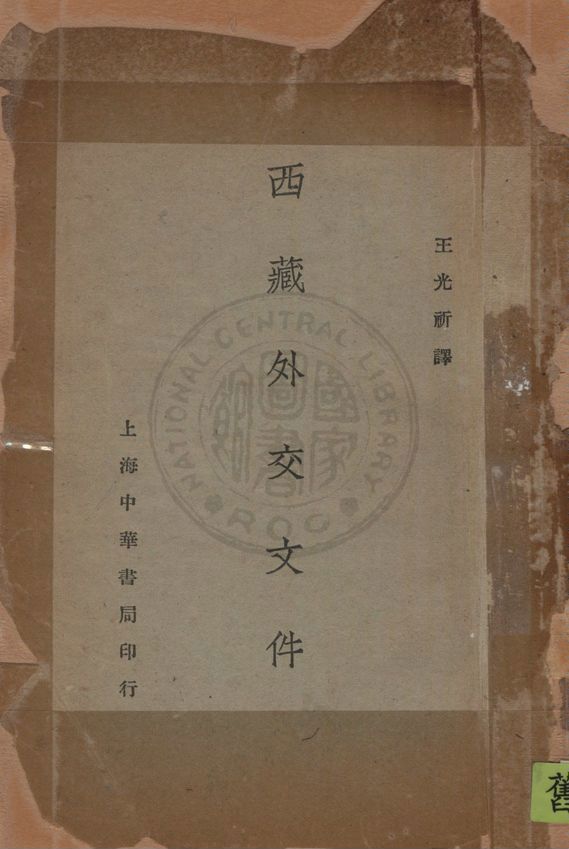 王光祈譯
西藏外交文件
上海中華書局印行
NATIONAL CENTRAL LIBRARY
國家圖書館
ROC
舊